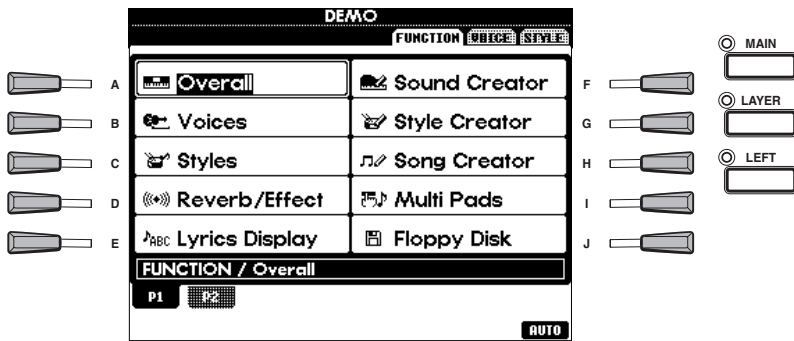 DEMO
FUNCTION VOICE STYLE
MAIN
A Overall Sound Creator F
LAYER
B Voices Style Creator G
LEFT
C Styles Song Creator H
D Reverb/Effect Multi Pads I
E ABC Lyrics Display Floppy Disk J
FUNCTION / Overall
P1 P2
AUTO